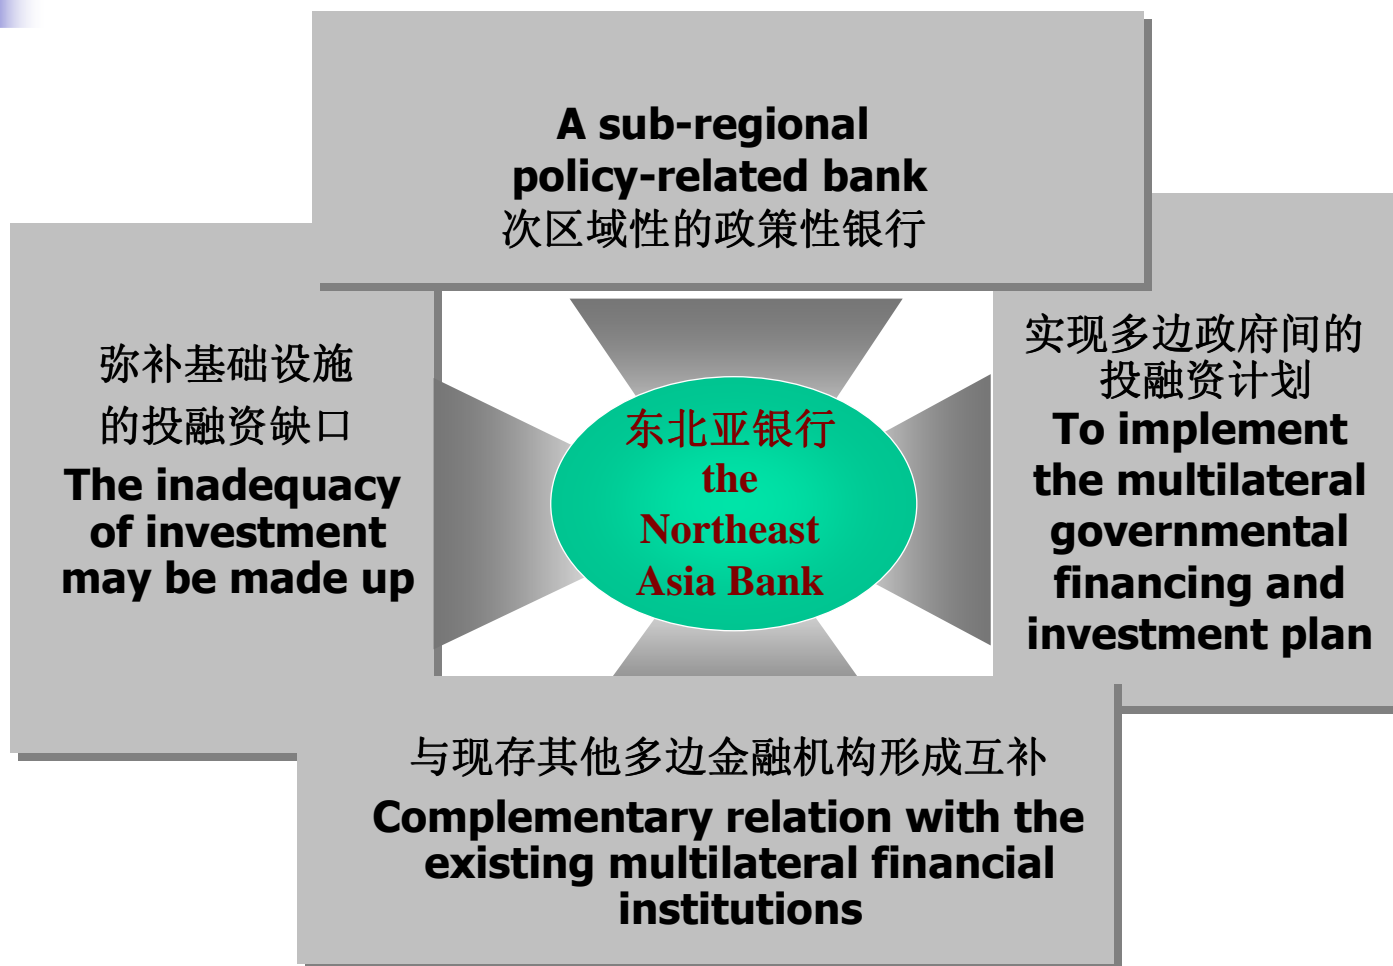 A sub-regional
policy-related bank
次区域性的政策性银行
弥补基础设施
的投融资缺口
The inadequacy
of investment
may be made up
东北亚银行
the
Northeast
Asia Bank
实现多边政府间的
投融资计划
To implement
the multilateral
governmental
financing and
investment plan
与现存其他多边金融机构形成互补
Complementary relation with the
existing multilateral financial
institutions